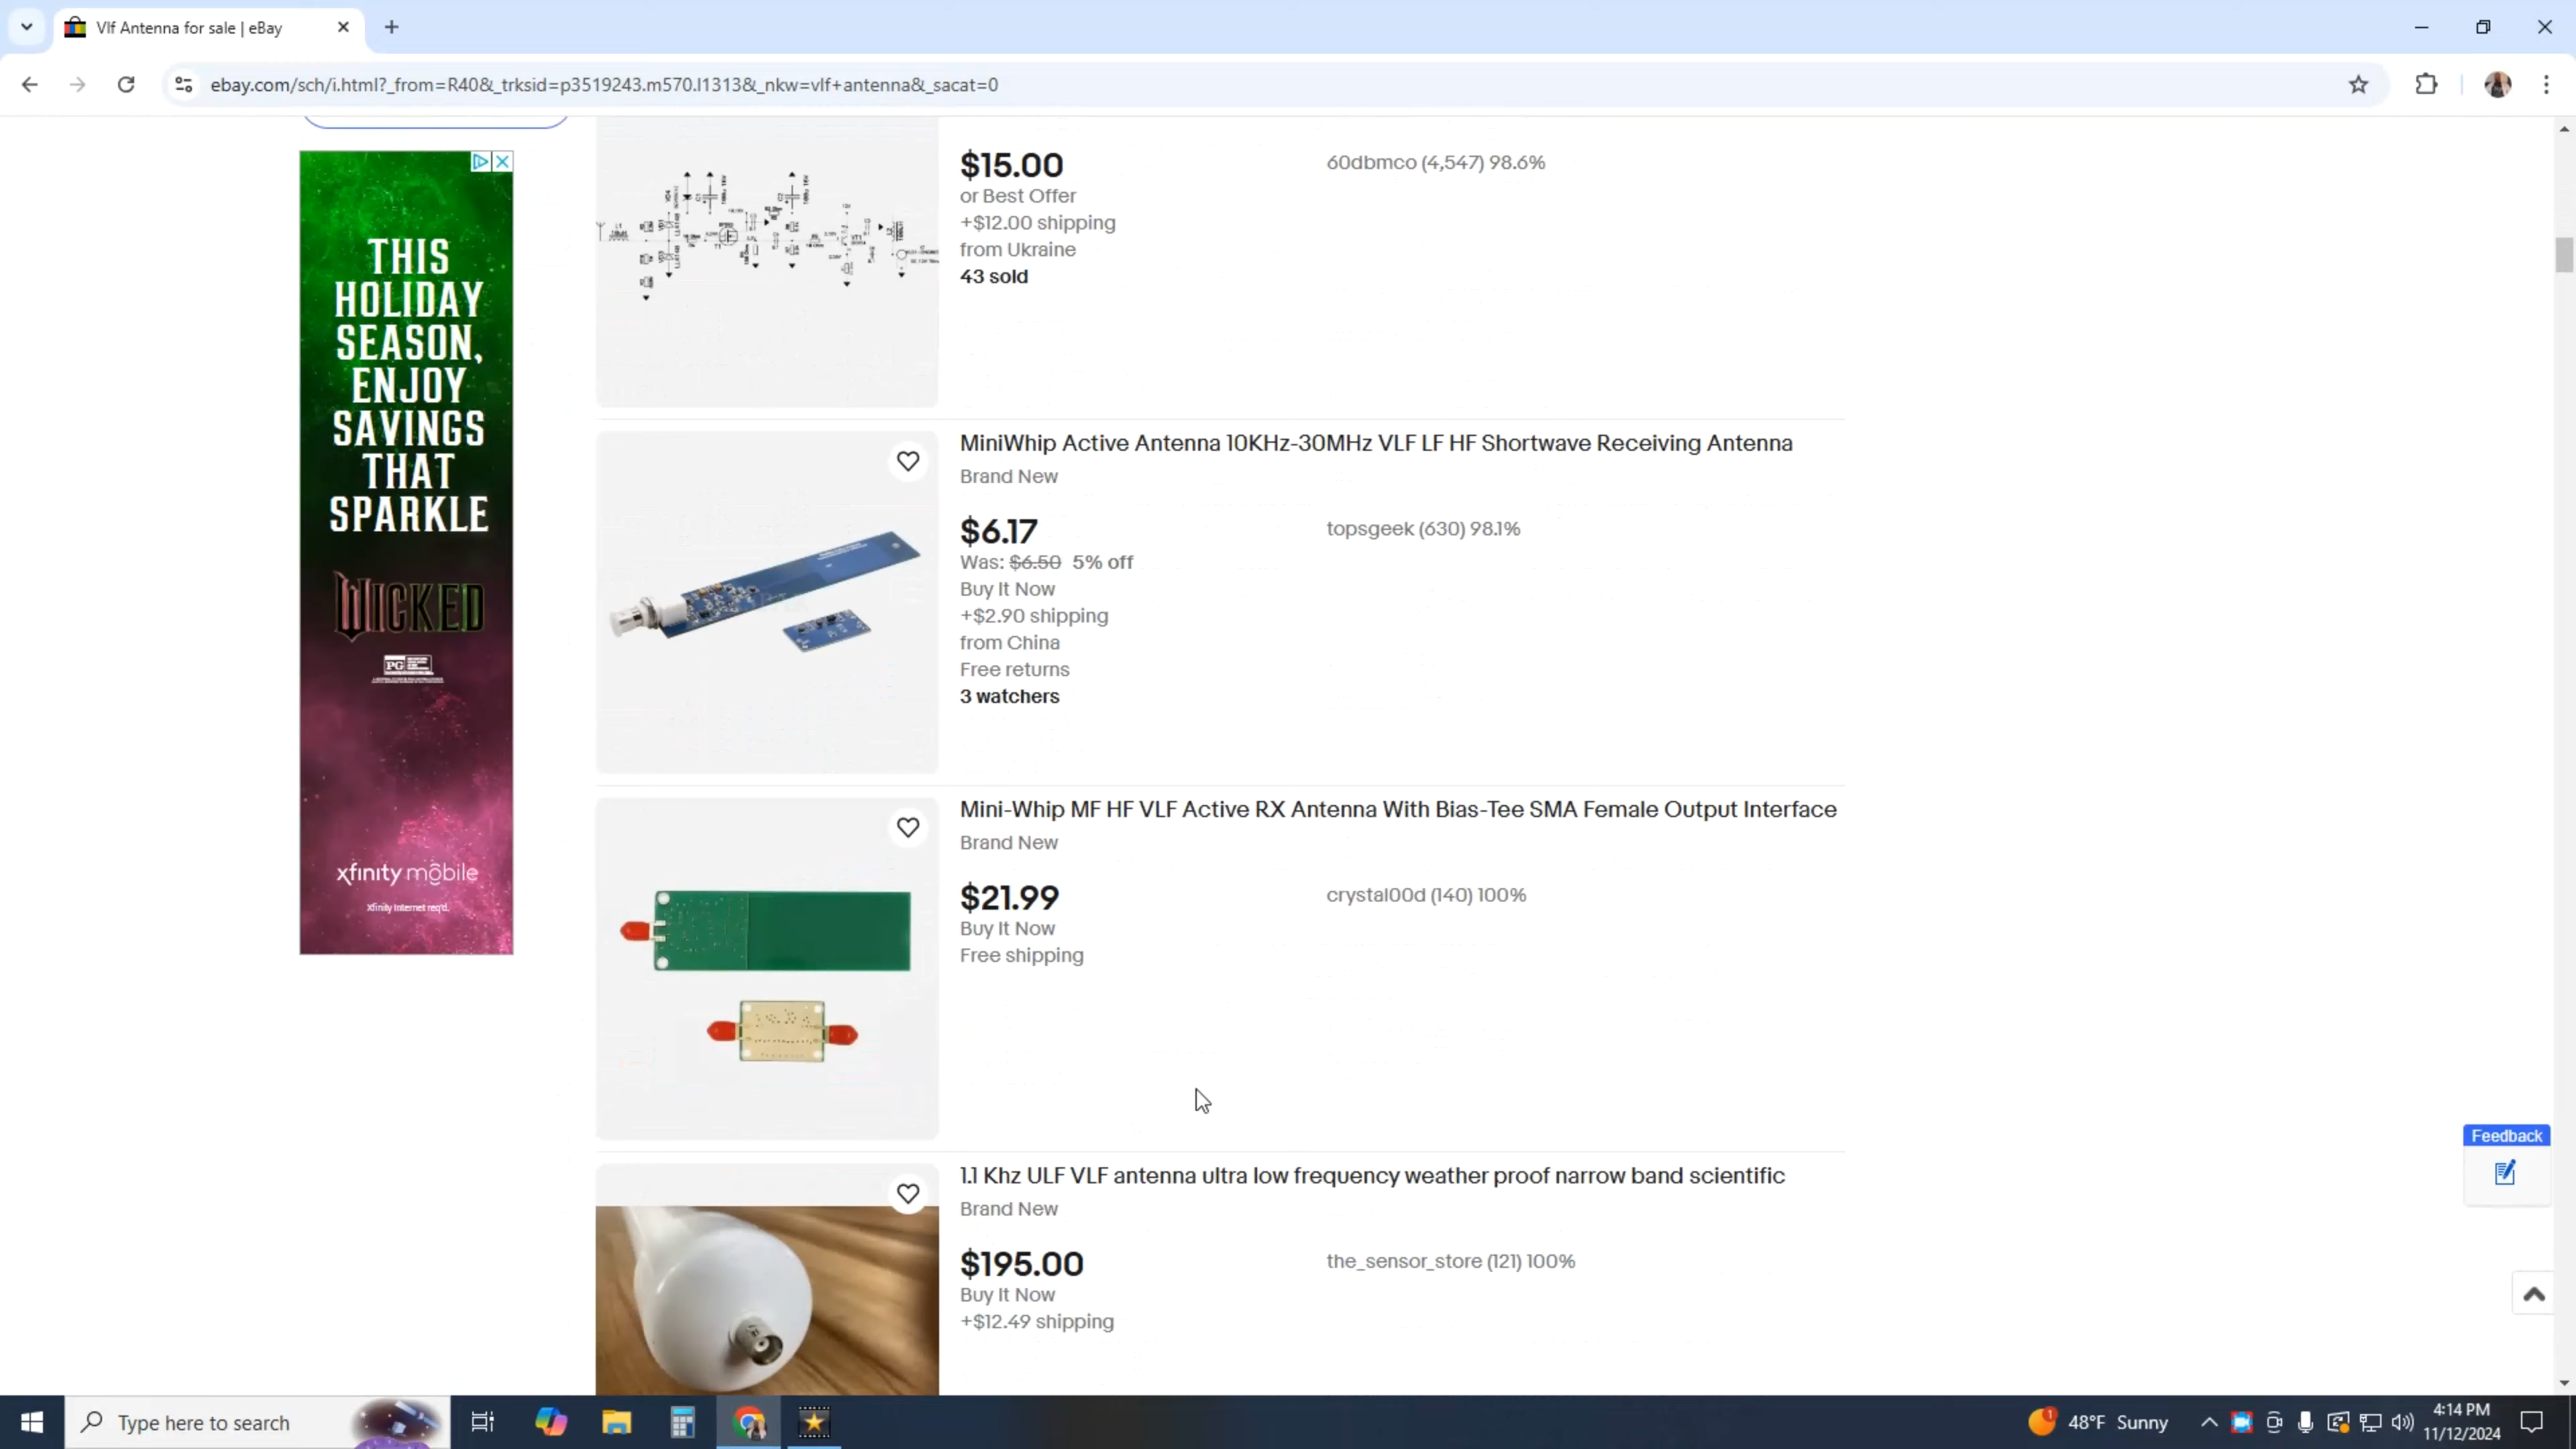 Vlf Antenna for sale | eBay
ebay.com/sch/i.html?_from=R40&_trksid=p3519243.m570.l1313&_nkw=vlf+antenna&_sacat=0
THIS
HOLIDAY
SEASON,
ENJOY
SAVINGS
THAT
SPARKLE
WICKED
PG
xfinity mobile
Xfinity Internet req'd.
$15.00
or Best Offer
+$12.00 shipping
from Ukraine
43 sold
60dbmco (4,547) 98.6%
MiniWhip Active Antenna 10KHz-30MHz VLF LF HF Shortwave Receiving Antenna
Brand New
$6.17
Was: $6.50 5% off
Buy It Now
+$2.90 shipping
from China
Free returns
3 watchers
topsgeek (630) 98.1%
Mini-Whip MF HF VLF Active RX Antenna With Bias-Tee SMA Female Output Interface
Brand New
$21.99
Buy It Now
Free shipping
crystal00d (140) 100%
1.1 Khz ULF VLF antenna ultra low frequency weather proof narrow band scientific
Brand New
$195.00
Buy It Now
+$12.49 shipping
the_sensor_store (121) 100%
Feedback
Type here to search
1
48°F Sunny
4:14 PM
11/12/2024